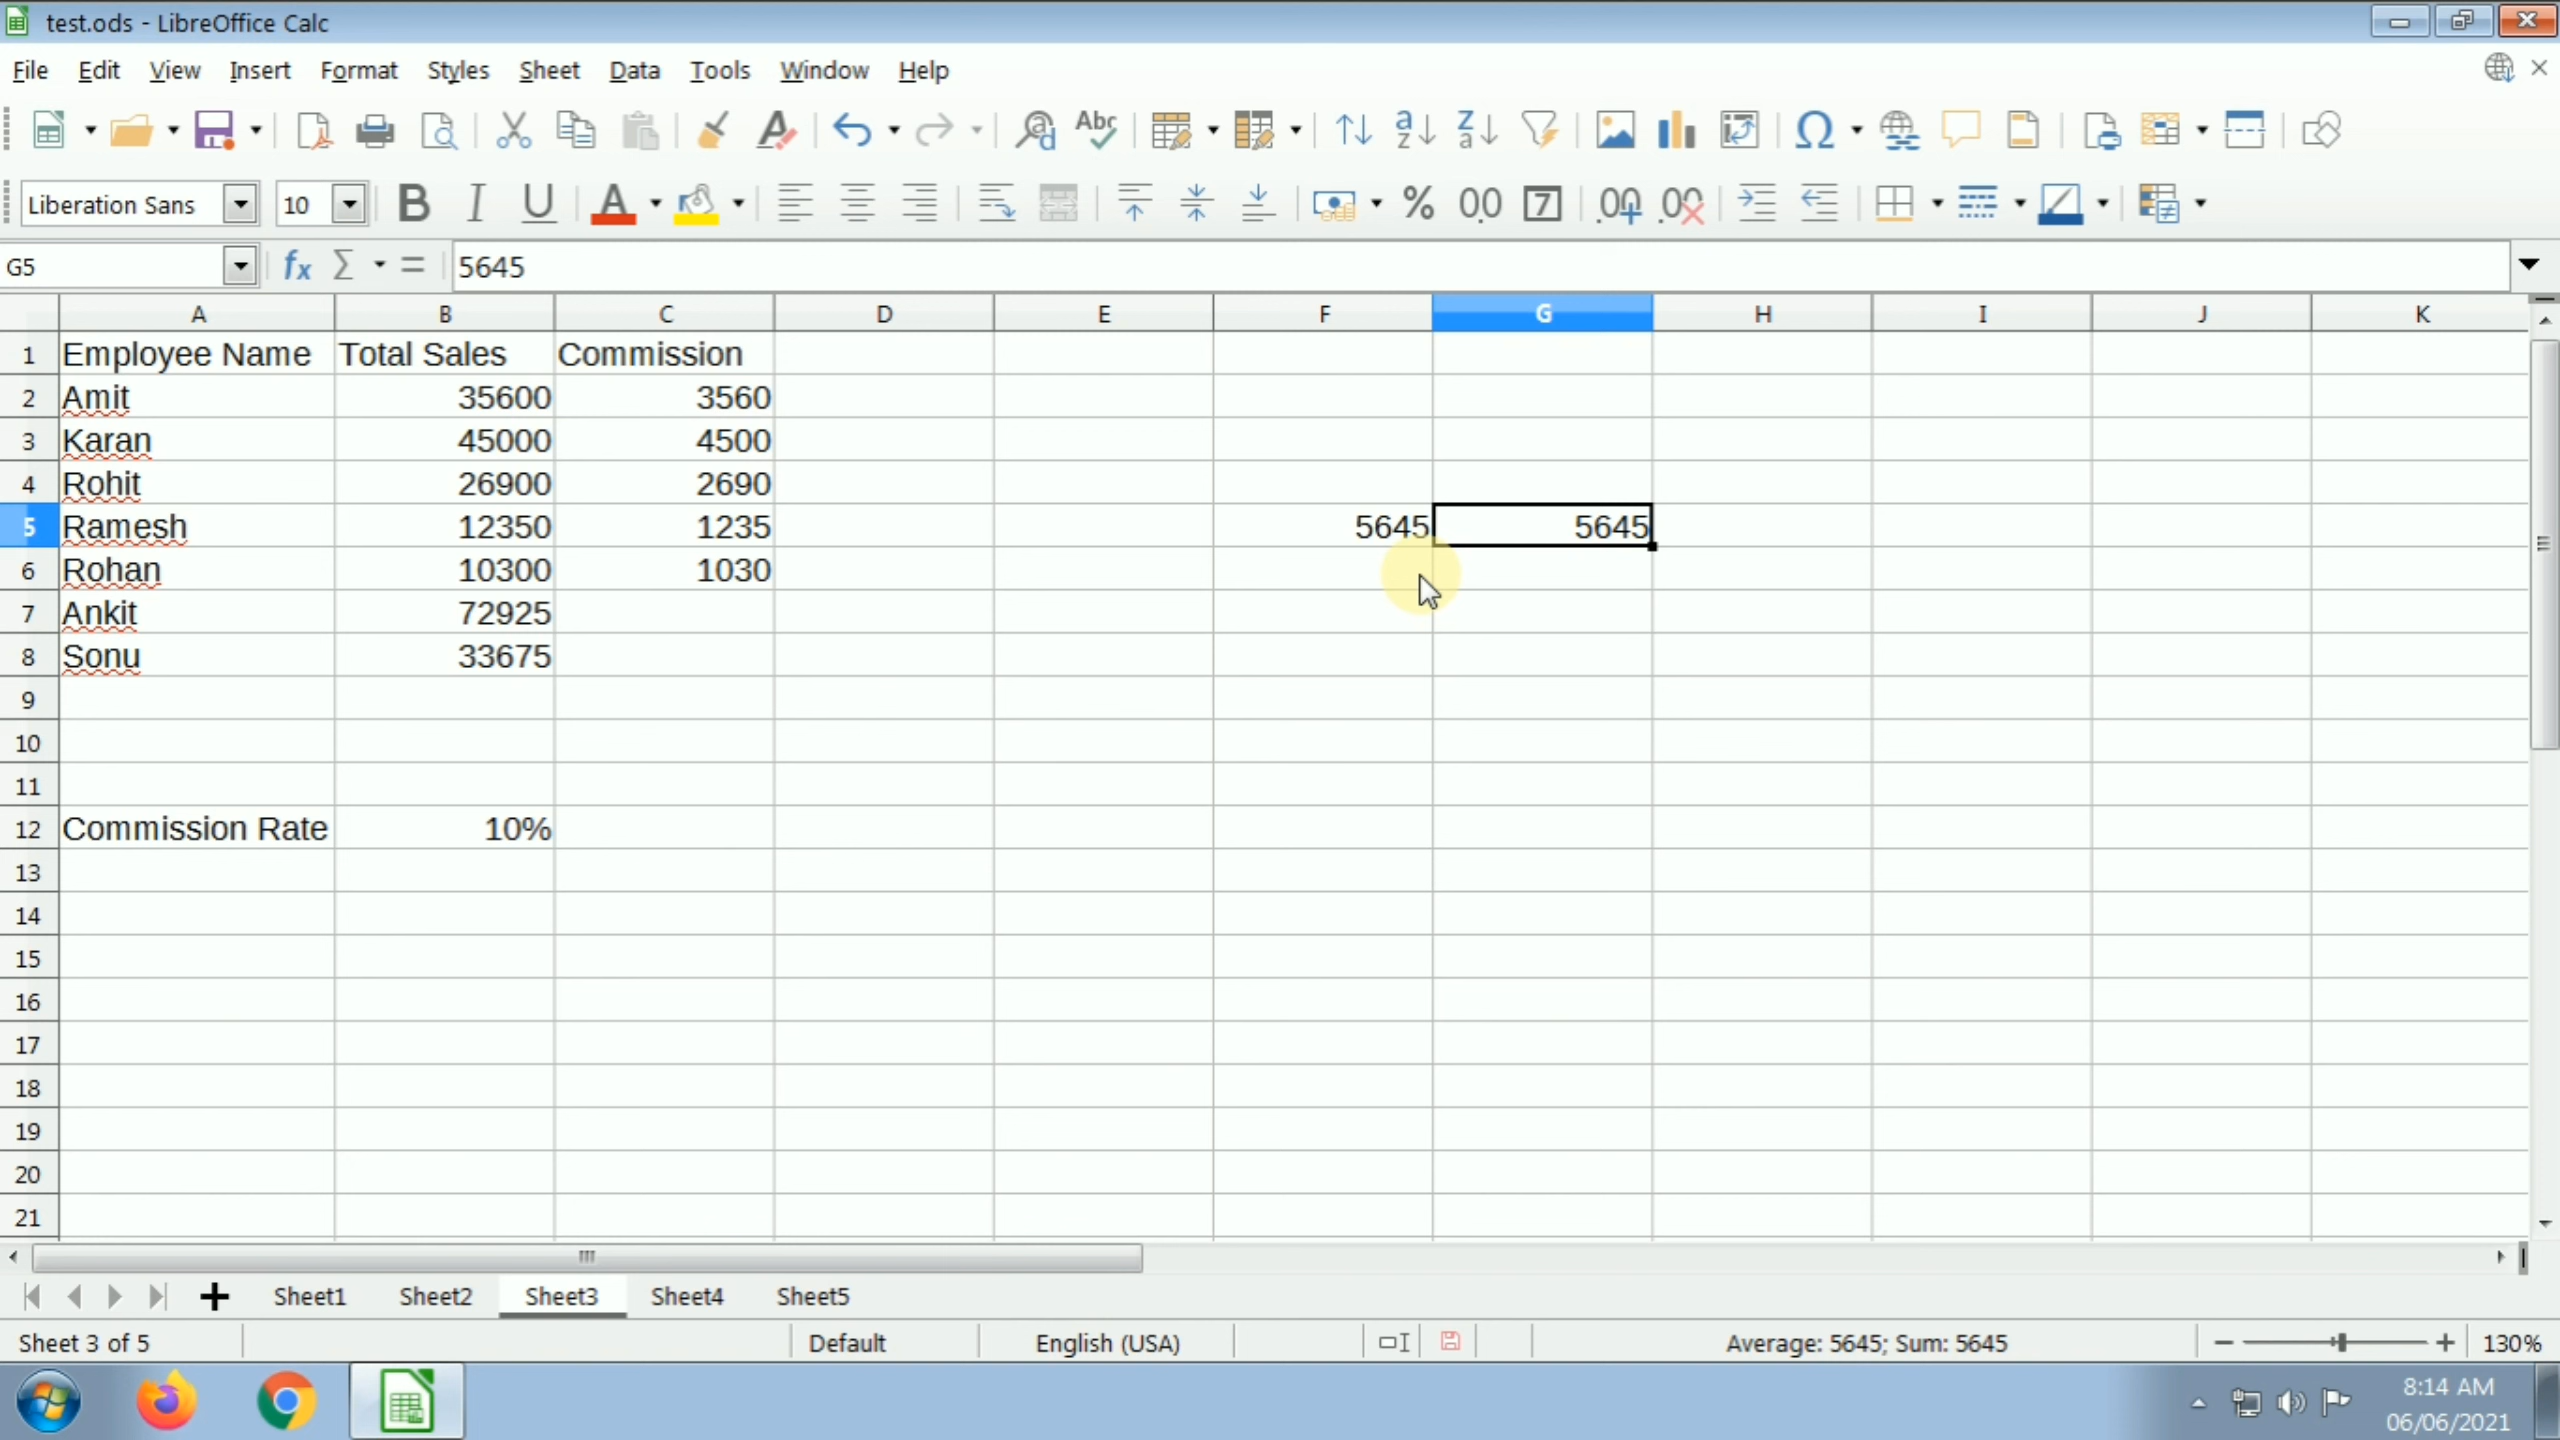 test.ods - LibreOffice Calc
File Edit View Insert Format Styles Sheet Data Tools Window Help
Liberation Sans 10
G5 5645
A B C D E F G H I J K
1 Employee Name Total Sales Commission
2 Amit 35600 3560
3 Karan 45000 4500
4 Rohit 26900 2690
5 Ramesh 12350 1235 5645 5645
6 Rohan 10300 1030
7 Ankit 72925
8 Sonu 33675
9
10
11
12 Commission Rate 10%
13
14
15
16
17
18
19
20
21
Sheet1 Sheet2 Sheet3 Sheet4 Sheet5
Sheet 3 of 5 Default English (USA) Average: 5645; Sum: 5645 130%
8:14 AM
06/06/2021